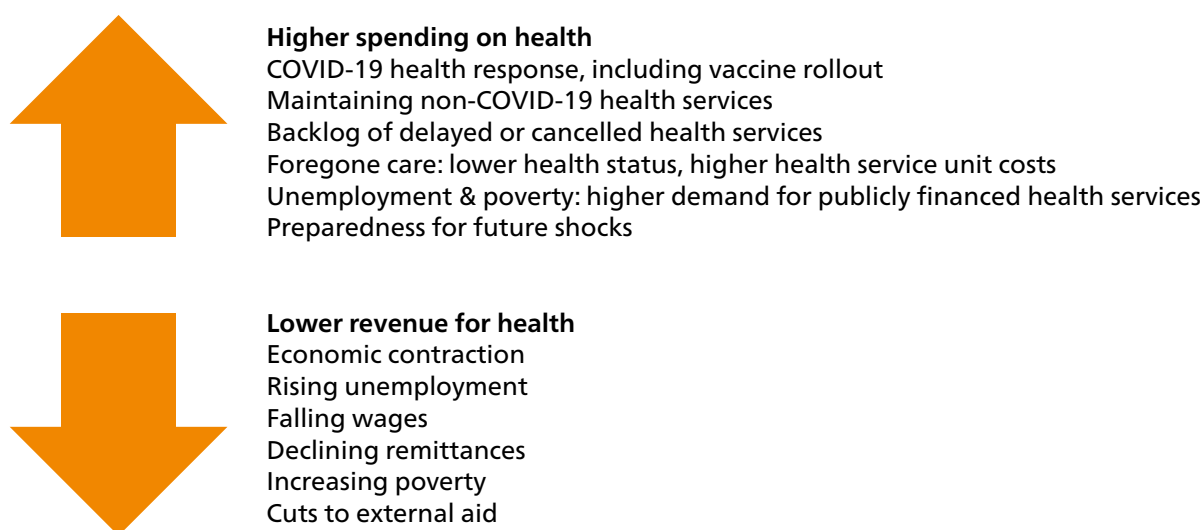 Higher spending on health
COVID-19 health response, including vaccine rollout
Maintaining non-COVID-19 health services
Backlog of delayed or cancelled health services
Foregone care: lower health status, higher health service unit costs
Unemployment & poverty: higher demand for publicly financed health services
Preparedness for future shocks
Lower revenue for health
Economic contraction
Rising unemployment
Falling wages
Declining remittances
Increasing poverty
Cuts to external aid